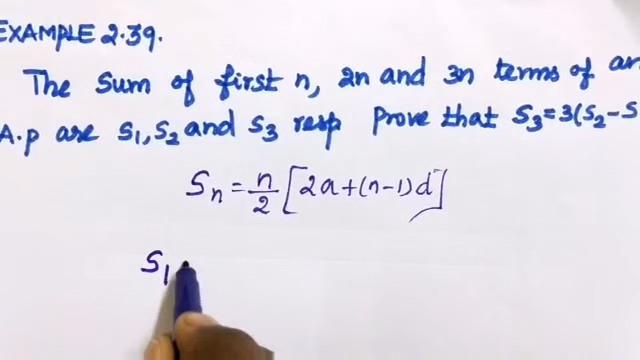 EXAMPLE 2.39.
The Sum of first n, 2n and 3n terms of an
A.p are S₁, S₂ and S₃ resp Prove that S₃=3(S₂-S
Sₙ = n/2 [2a+(n-1)d]
S₁